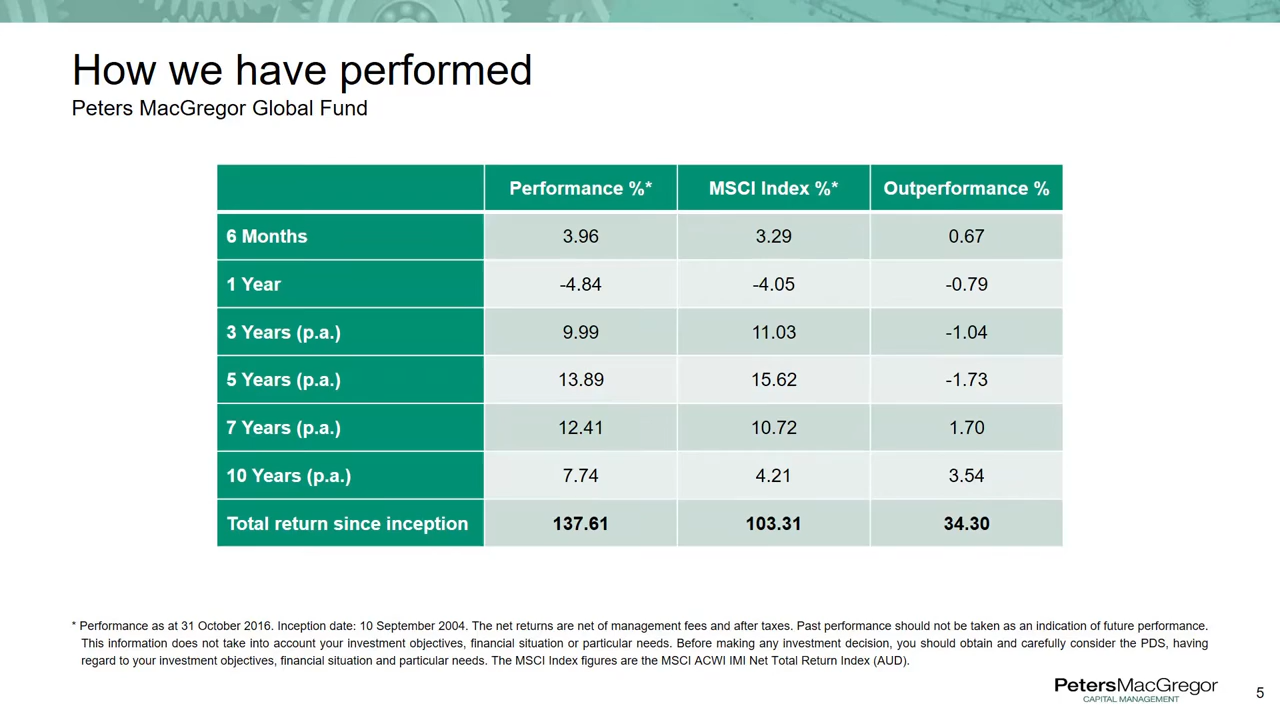 How we have performed
Peters MacGregor Global Fund
Performance %* MSCI Index %* Outperformance %
6 Months 3.96 3.29 0.67
1 Year -4.84 -4.05 -0.79
3 Years (p.a.) 9.99 11.03 -1.04
5 Years (p.a.) 13.89 15.62 -1.73
7 Years (p.a.) 12.41 10.72 1.70
10 Years (p.a.) 7.74 4.21 3.54
Total return since inception 137.61 103.31 34.30
* Performance as at 31 October 2016. Inception date: 10 September 2004. The net returns are net of management fees and after taxes. Past performance should not be taken as an indication of future performance.
This information does not take into account your investment objectives, financial situation or particular needs. Before making any investment decision, you should obtain and carefully consider the PDS, having
regard to your investment objectives, financial situation and particular needs. The MSCI Index figures are the MSCI ACWI IMI Net Total Return Index (AUD).
PetersMacGregor
CAPITAL MANAGEMENT
5